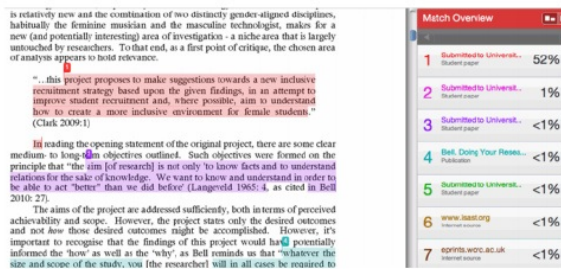 is relatively new and the combination of two distinctly gender-aligned disciplines,
habitually the feminine musician and the masculine technologist, makes for a
new (and potentially interesting) area of investigation - a niche area that is largely
untouched by researchers. To that end, as a first point of critique, the chosen area
of analysis appears to hold relevance.
1
"…this project proposes to make suggestions towards a new inclusive
recruitment strategy based upon the given findings, in an attempt to
improve student recruitment and, where possible, aim to understand
how to create a more inclusive environment for female students."
(Clark 2009:1)
In reading the opening statement of the original project, there are some clear
medium- to long-term objectives outlined. Such objectives were formed on the
principle that "the aim [of research] is not only 'to know facts and to understand
relations for the sake of knowledge. We want to know and understand in order to
be able to act "better" than we did before' (Langeveld 1965: 4, as cited in Bell
2010: 27).
The aims of the project are addressed sufficiently, both in terms of perceived
achievability and scope. However, the project states only the desired outcomes
and not how those desired outcomes might be accomplished. However, it's
important to recognise that the findings of this project would have potentially
informed the 'how' as well as the 'why', as Bell reminds us that "whatever the
size and scope of the study, you [the researcher] will in all cases be required to
Match Overview
1 Submitted to Universit... 52%
Student paper
2 Submitted to Universit... 1%
Student paper
3 Submitted to Universit... <1%
Student paper
4 Bell. Doing Your Resea... <1%
Publication
5 Submitted to Universit... <1%
Student paper
6 www.isast.org <1%
Internet source
7 eprints.wcrc.ac.uk <1%
Internet source